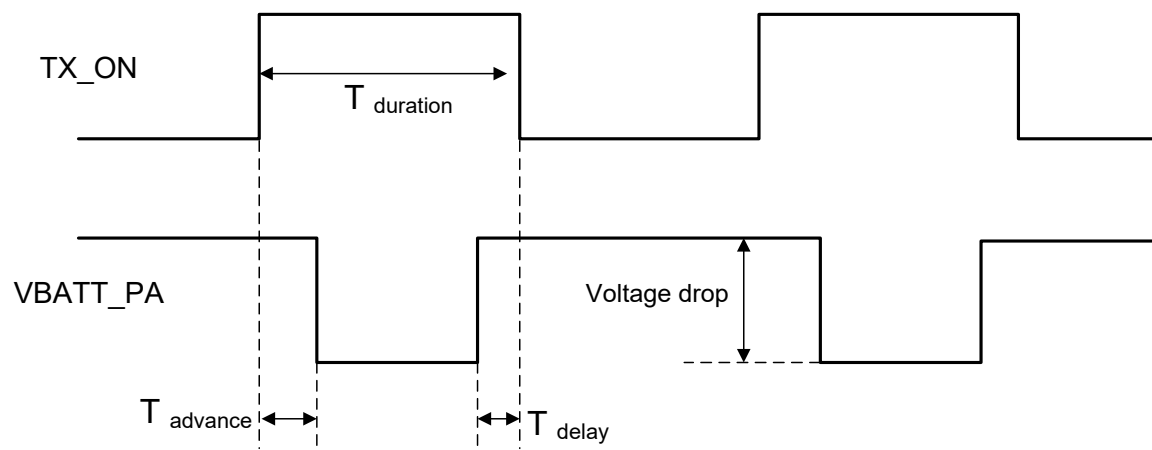 TX_ON
T duration
VBATT_PA
Voltage drop
T advance
T delay